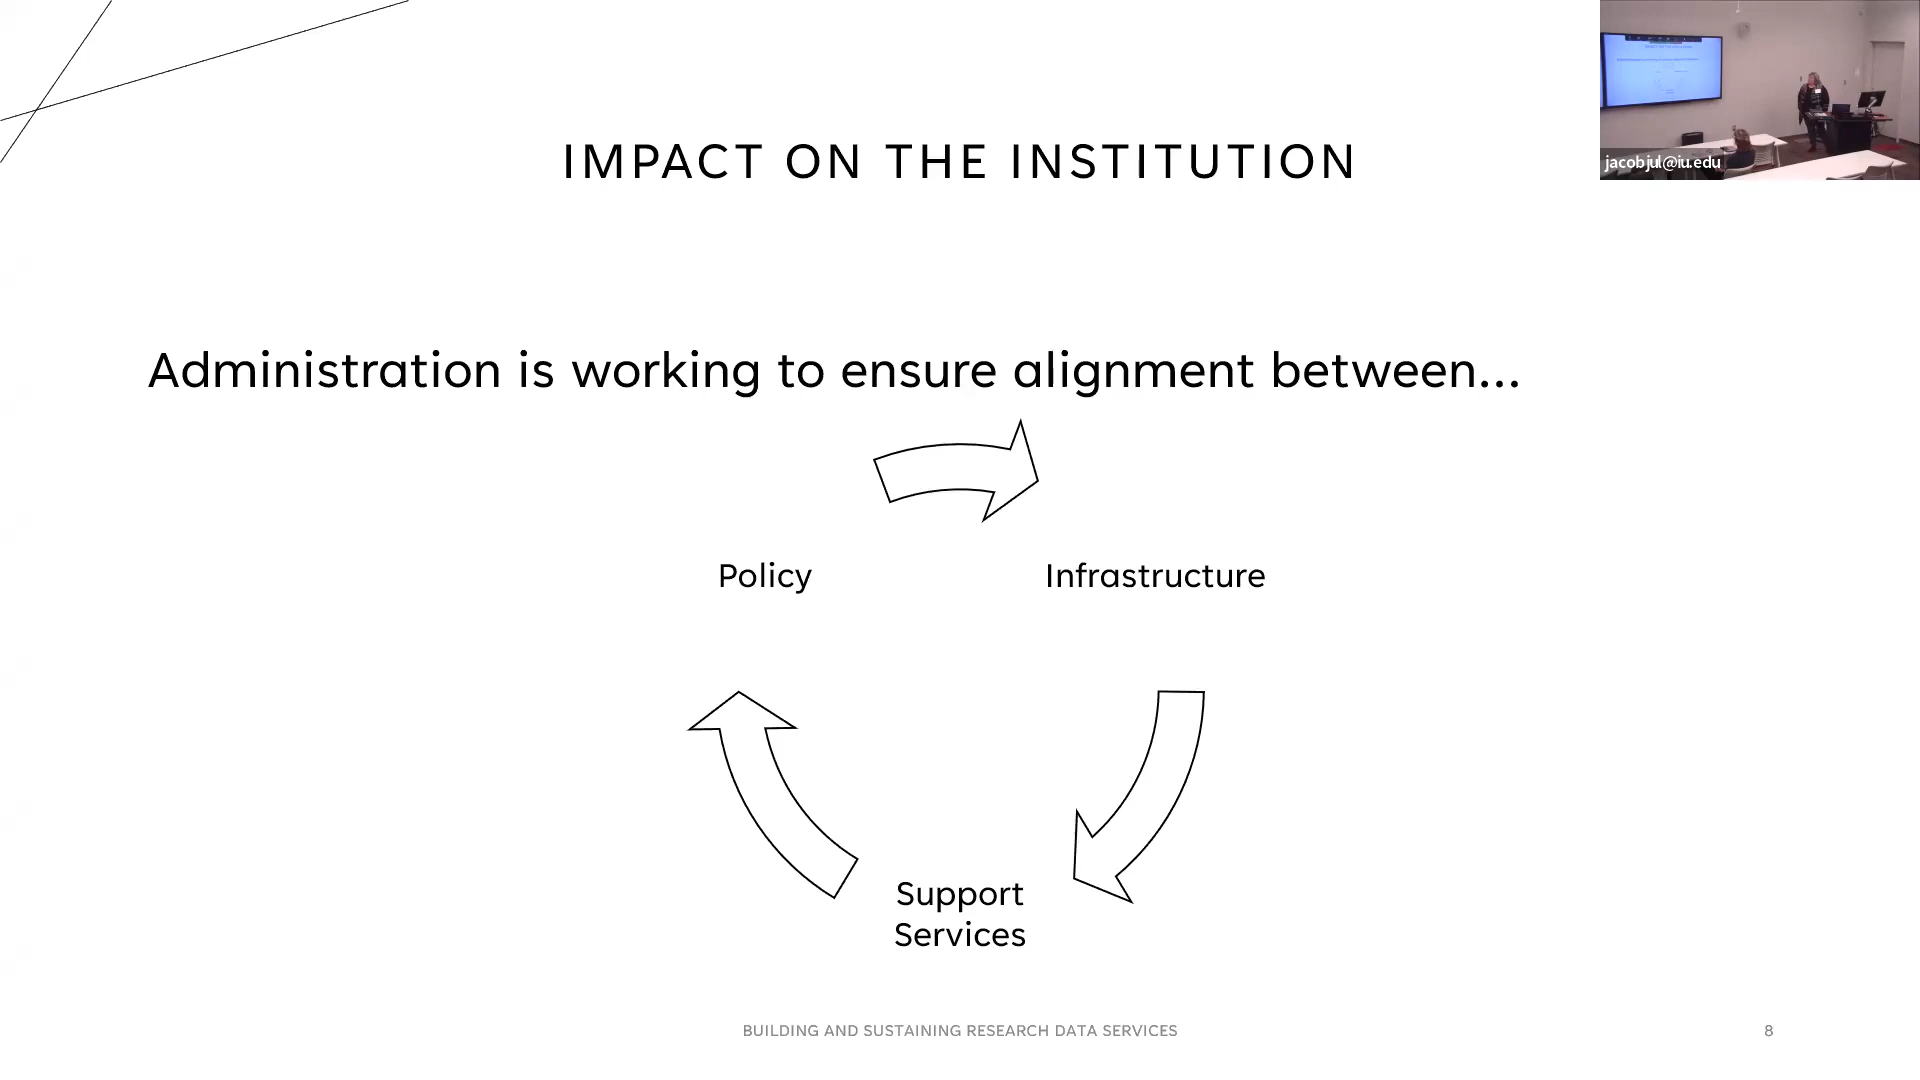 IMPACT ON THE INSTITUTION
jacobjul@iu.edu
Administration is working to ensure alignment between...
Policy
Infrastructure
Support
Services
BUILDING AND SUSTAINING RESEARCH DATA SERVICES
8